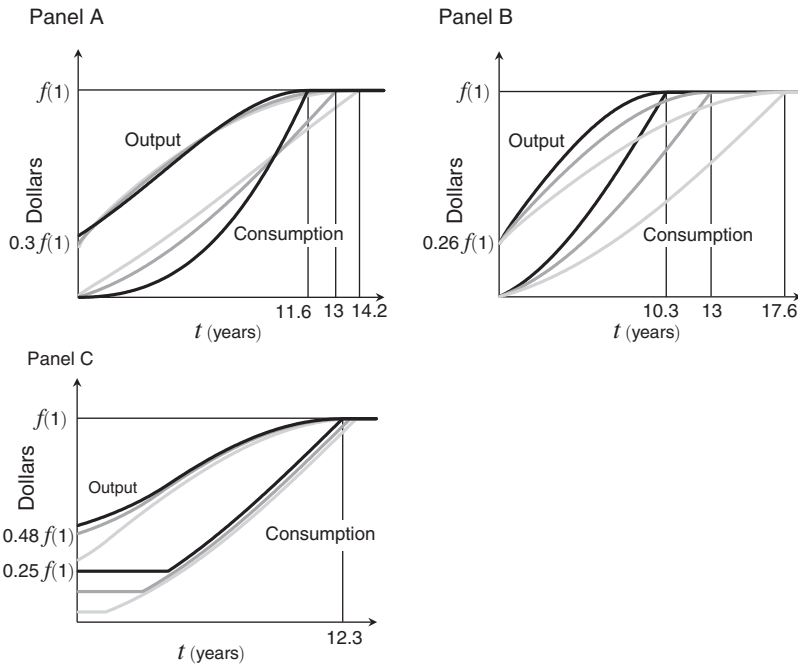 Panel A
f(1)
Output
Dollars
0.3 f(1)
Consumption
11.6 13 14.2
t (years)
Panel B
f(1)
Output
Dollars
0.26 f(1)
Consumption
10.3 13 17.6
t (years)
Panel C
f(1)
Output
Dollars
0.48 f(1)
Consumption
0.25 f(1)
12.3
t (years)